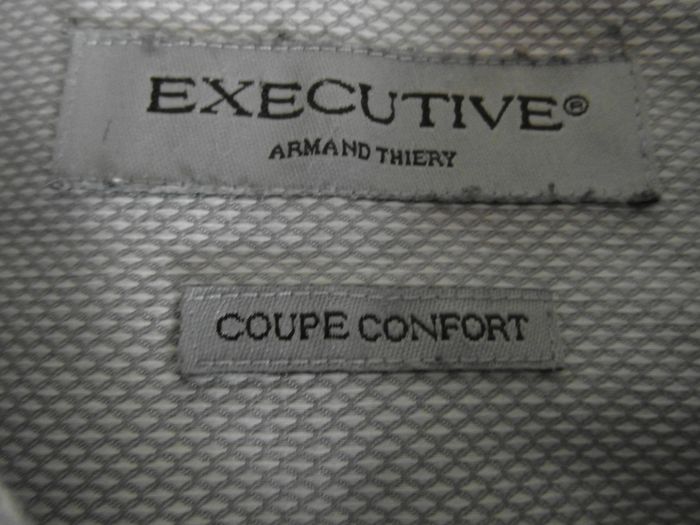 EXECUTIVE®
ARMAND THIERY
COUPE CONFORT